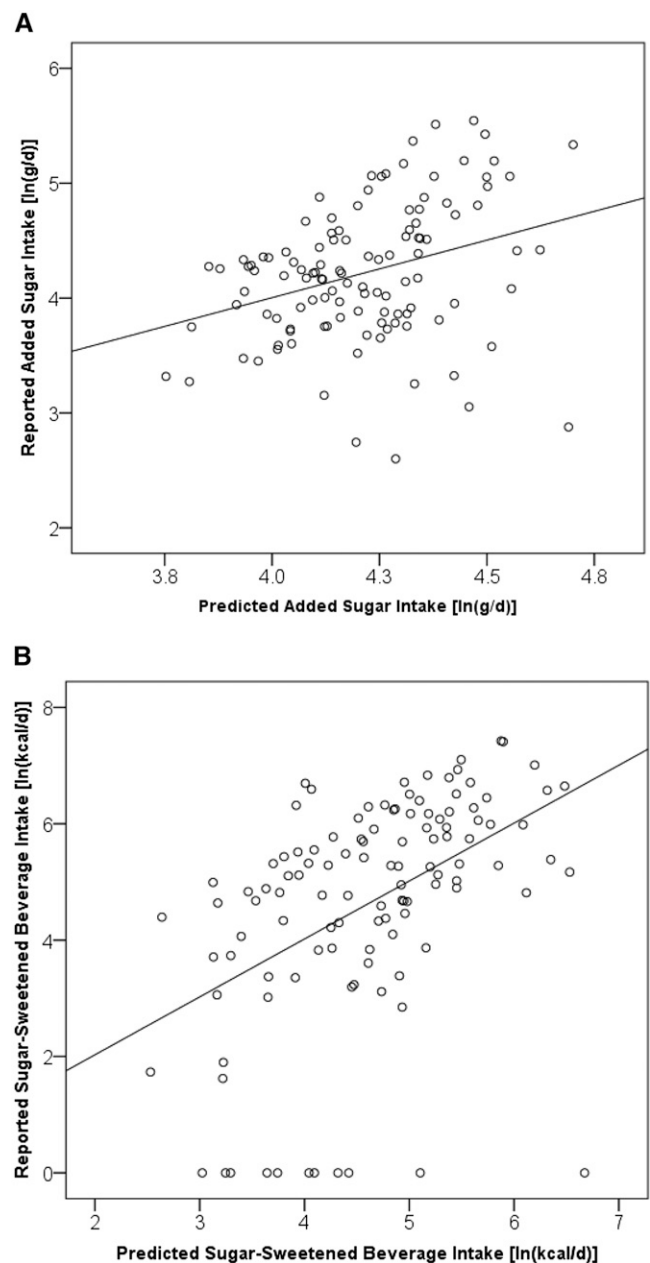 A
Reported Added Sugar Intake [ln(g/d)]
6
5
4
3
2
3.8 4.0 4.3 4.5 4.8
Predicted Added Sugar Intake [ln(g/d)]
B
Reported Sugar-Sweetened Beverage Intake [ln(kcal/d)]
8
6
4
2
0
2 3 4 5 6 7
Predicted Sugar-Sweetened Beverage Intake [ln(kcal/d)]